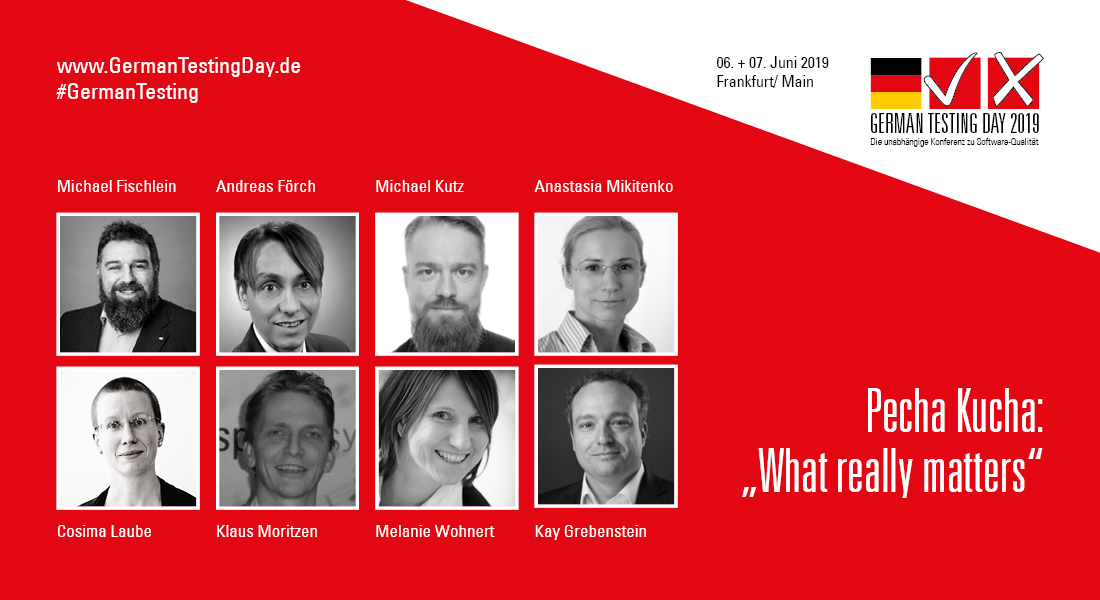 www.GermanTestingDay.de
#GermanTesting
06. + 07. Juni 2019
Frankfurt/ Main
GERMAN TESTING DAY 2019
Die unabhängige Konferenz zu Software-Qualität
Michael Fischlein
Andreas Förch
Michael Kutz
Anastasia Mikitenko
Cosima Laube
Klaus Moritzen
Melanie Wohnert
Kay Grebenstein
Pecha Kucha:
„What really matters“